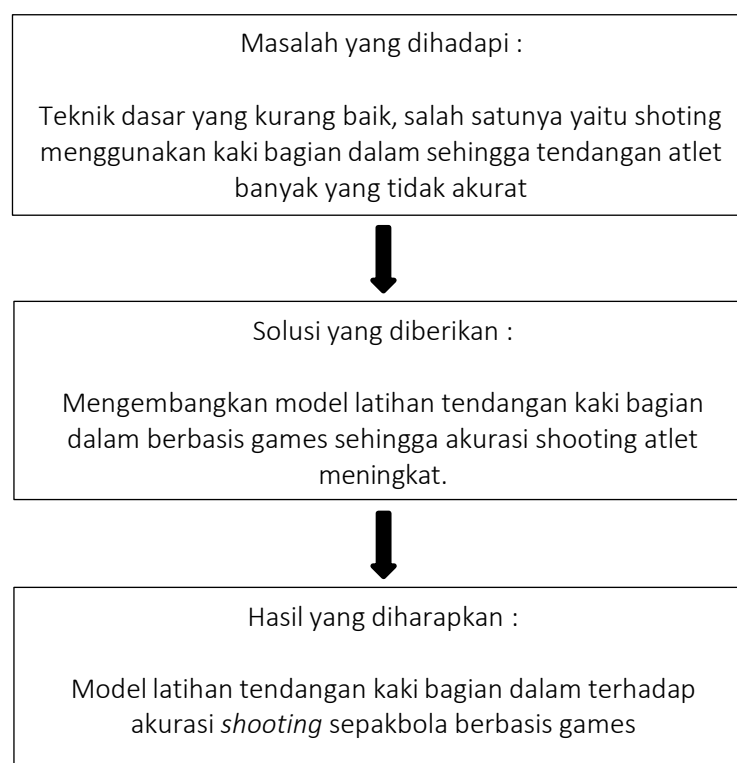 Masalah yang dihadapi :
Teknik dasar yang kurang baik, salah satunya yaitu shoting
menggunakan kaki bagian dalam sehingga tendangan atlet
banyak yang tidak akurat
Solusi yang diberikan :
Mengembangkan model latihan tendangan kaki bagian
dalam berbasis games sehingga akurasi shooting atlet
meningkat.
Hasil yang diharapkan :
Model latihan tendangan kaki bagian dalam terhadap
akurasi shooting sepakbola berbasis games